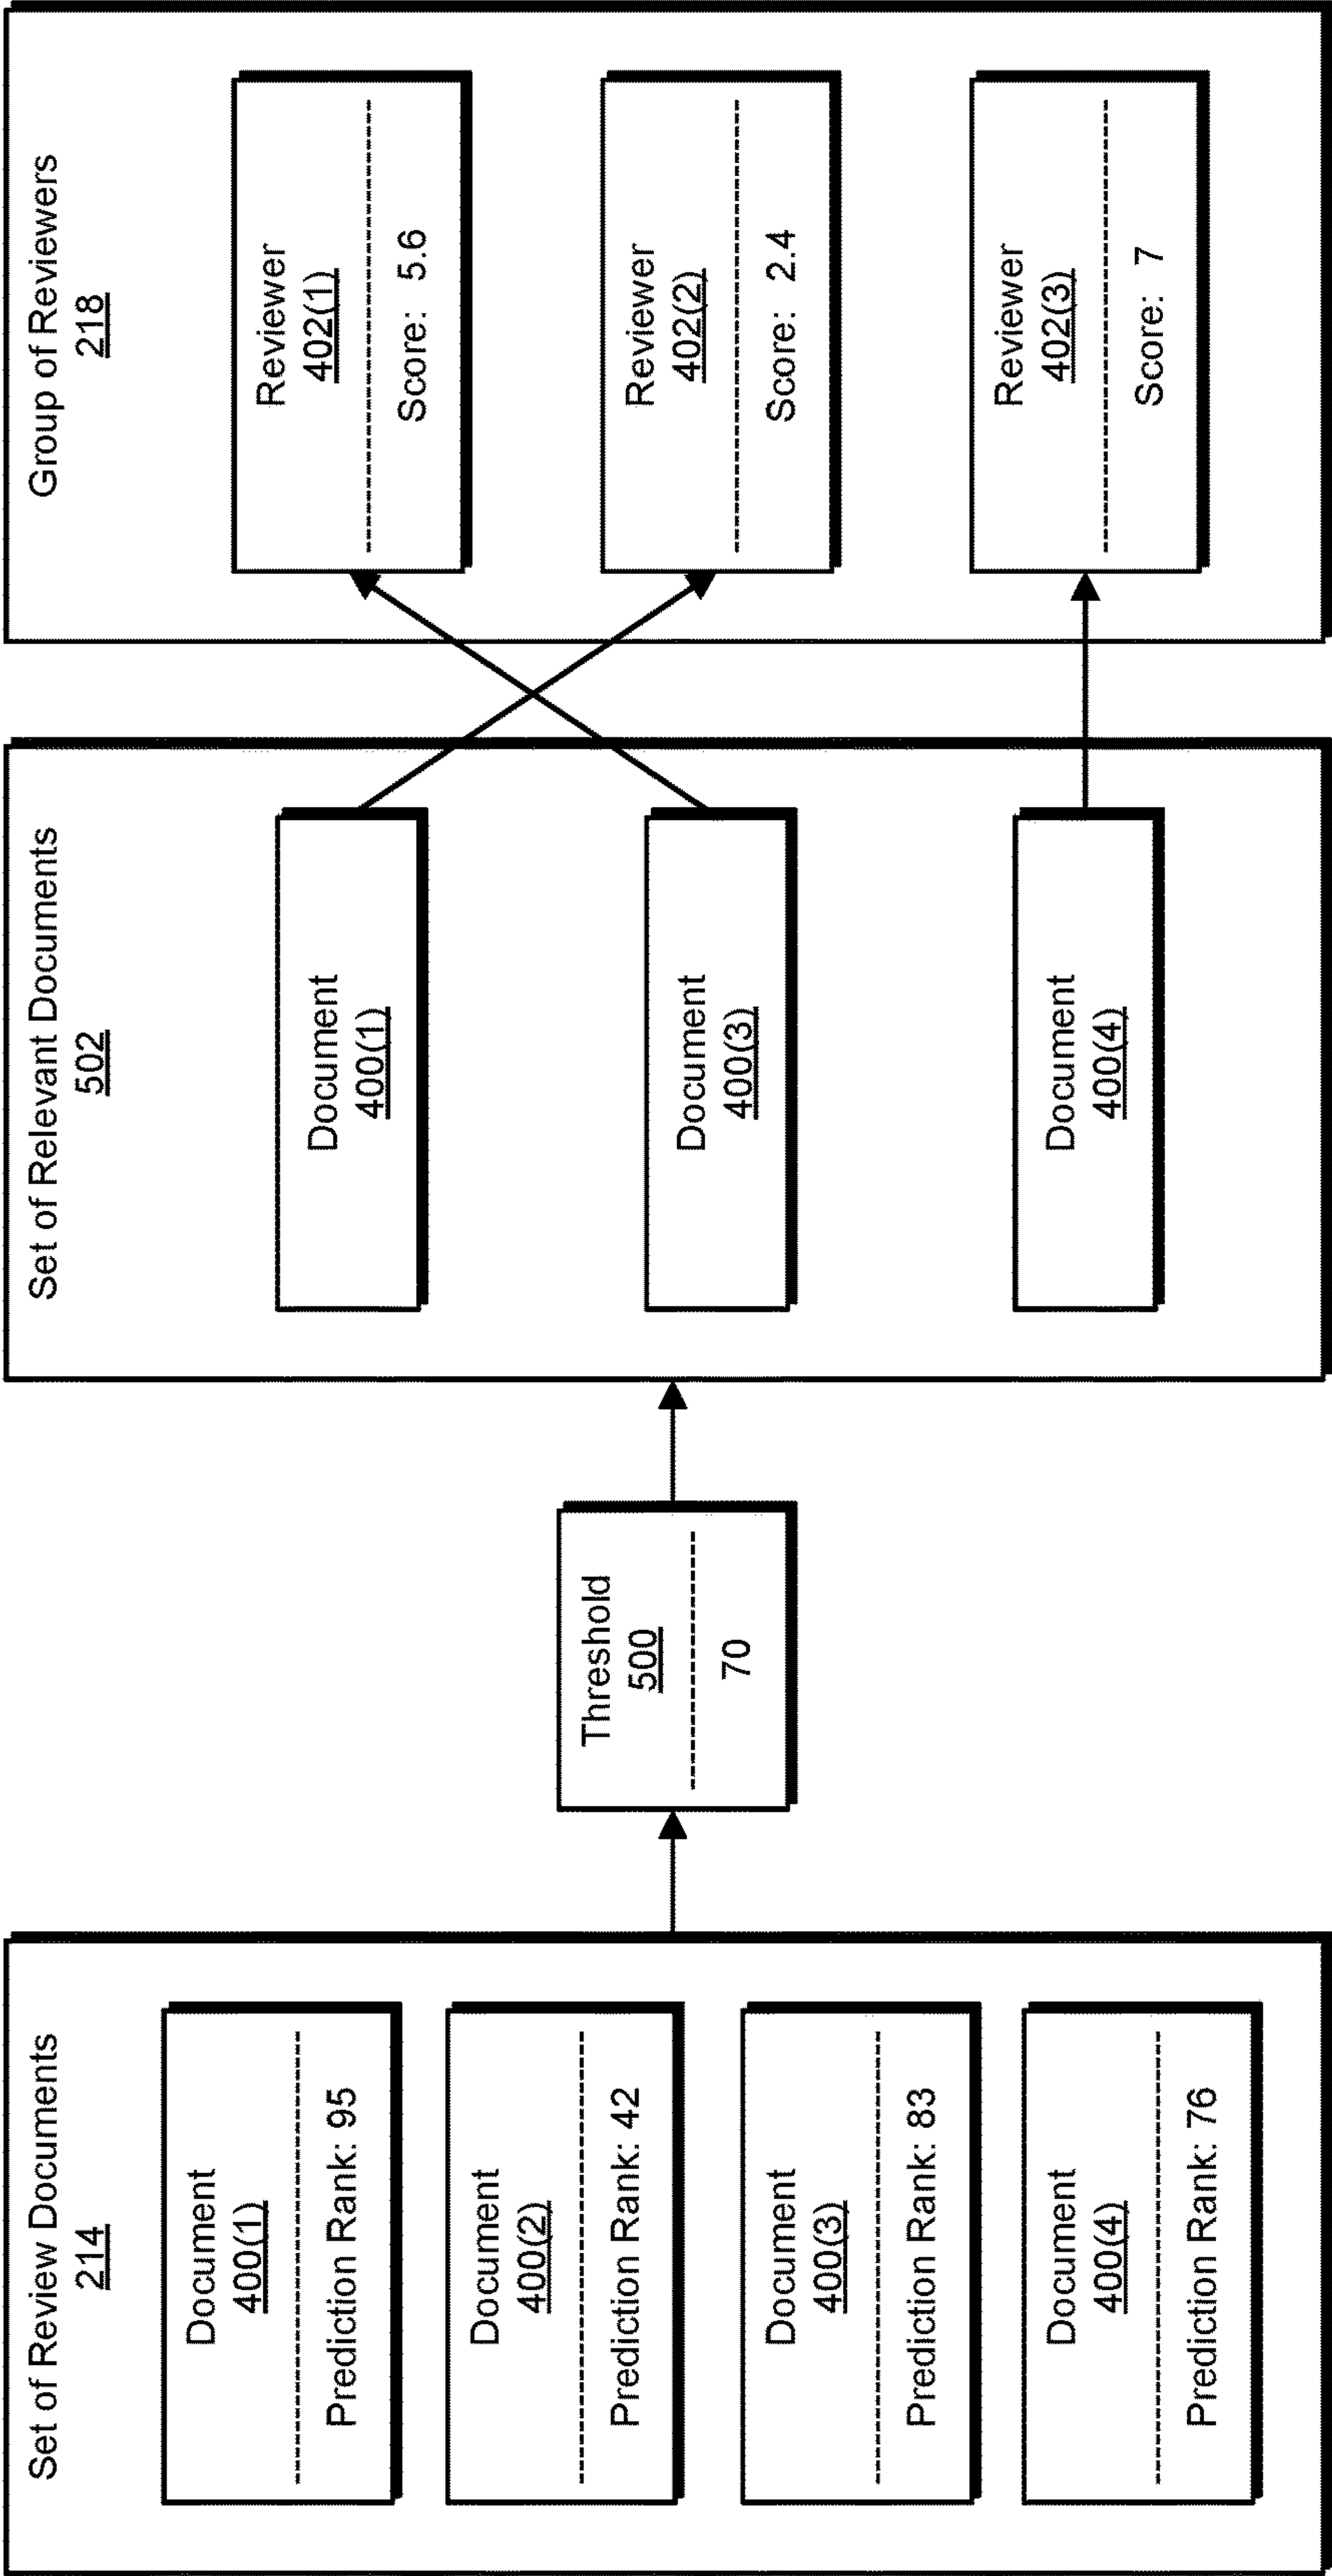 Set of Review Documents
214
Document
400(1)
Prediction Rank: 95
Document
400(2)
Prediction Rank: 42
Document
400(3)
Prediction Rank: 83
Document
400(4)
Prediction Rank: 76
Threshold
500
70
Set of Relevant Documents
502
Document
400(1)
Document
400(3)
Document
400(4)
Group of Reviewers
218
Reviewer
402(1)
Score: 5.6
Reviewer
402(2)
Score: 2.4
Reviewer
402(3)
Score: 7